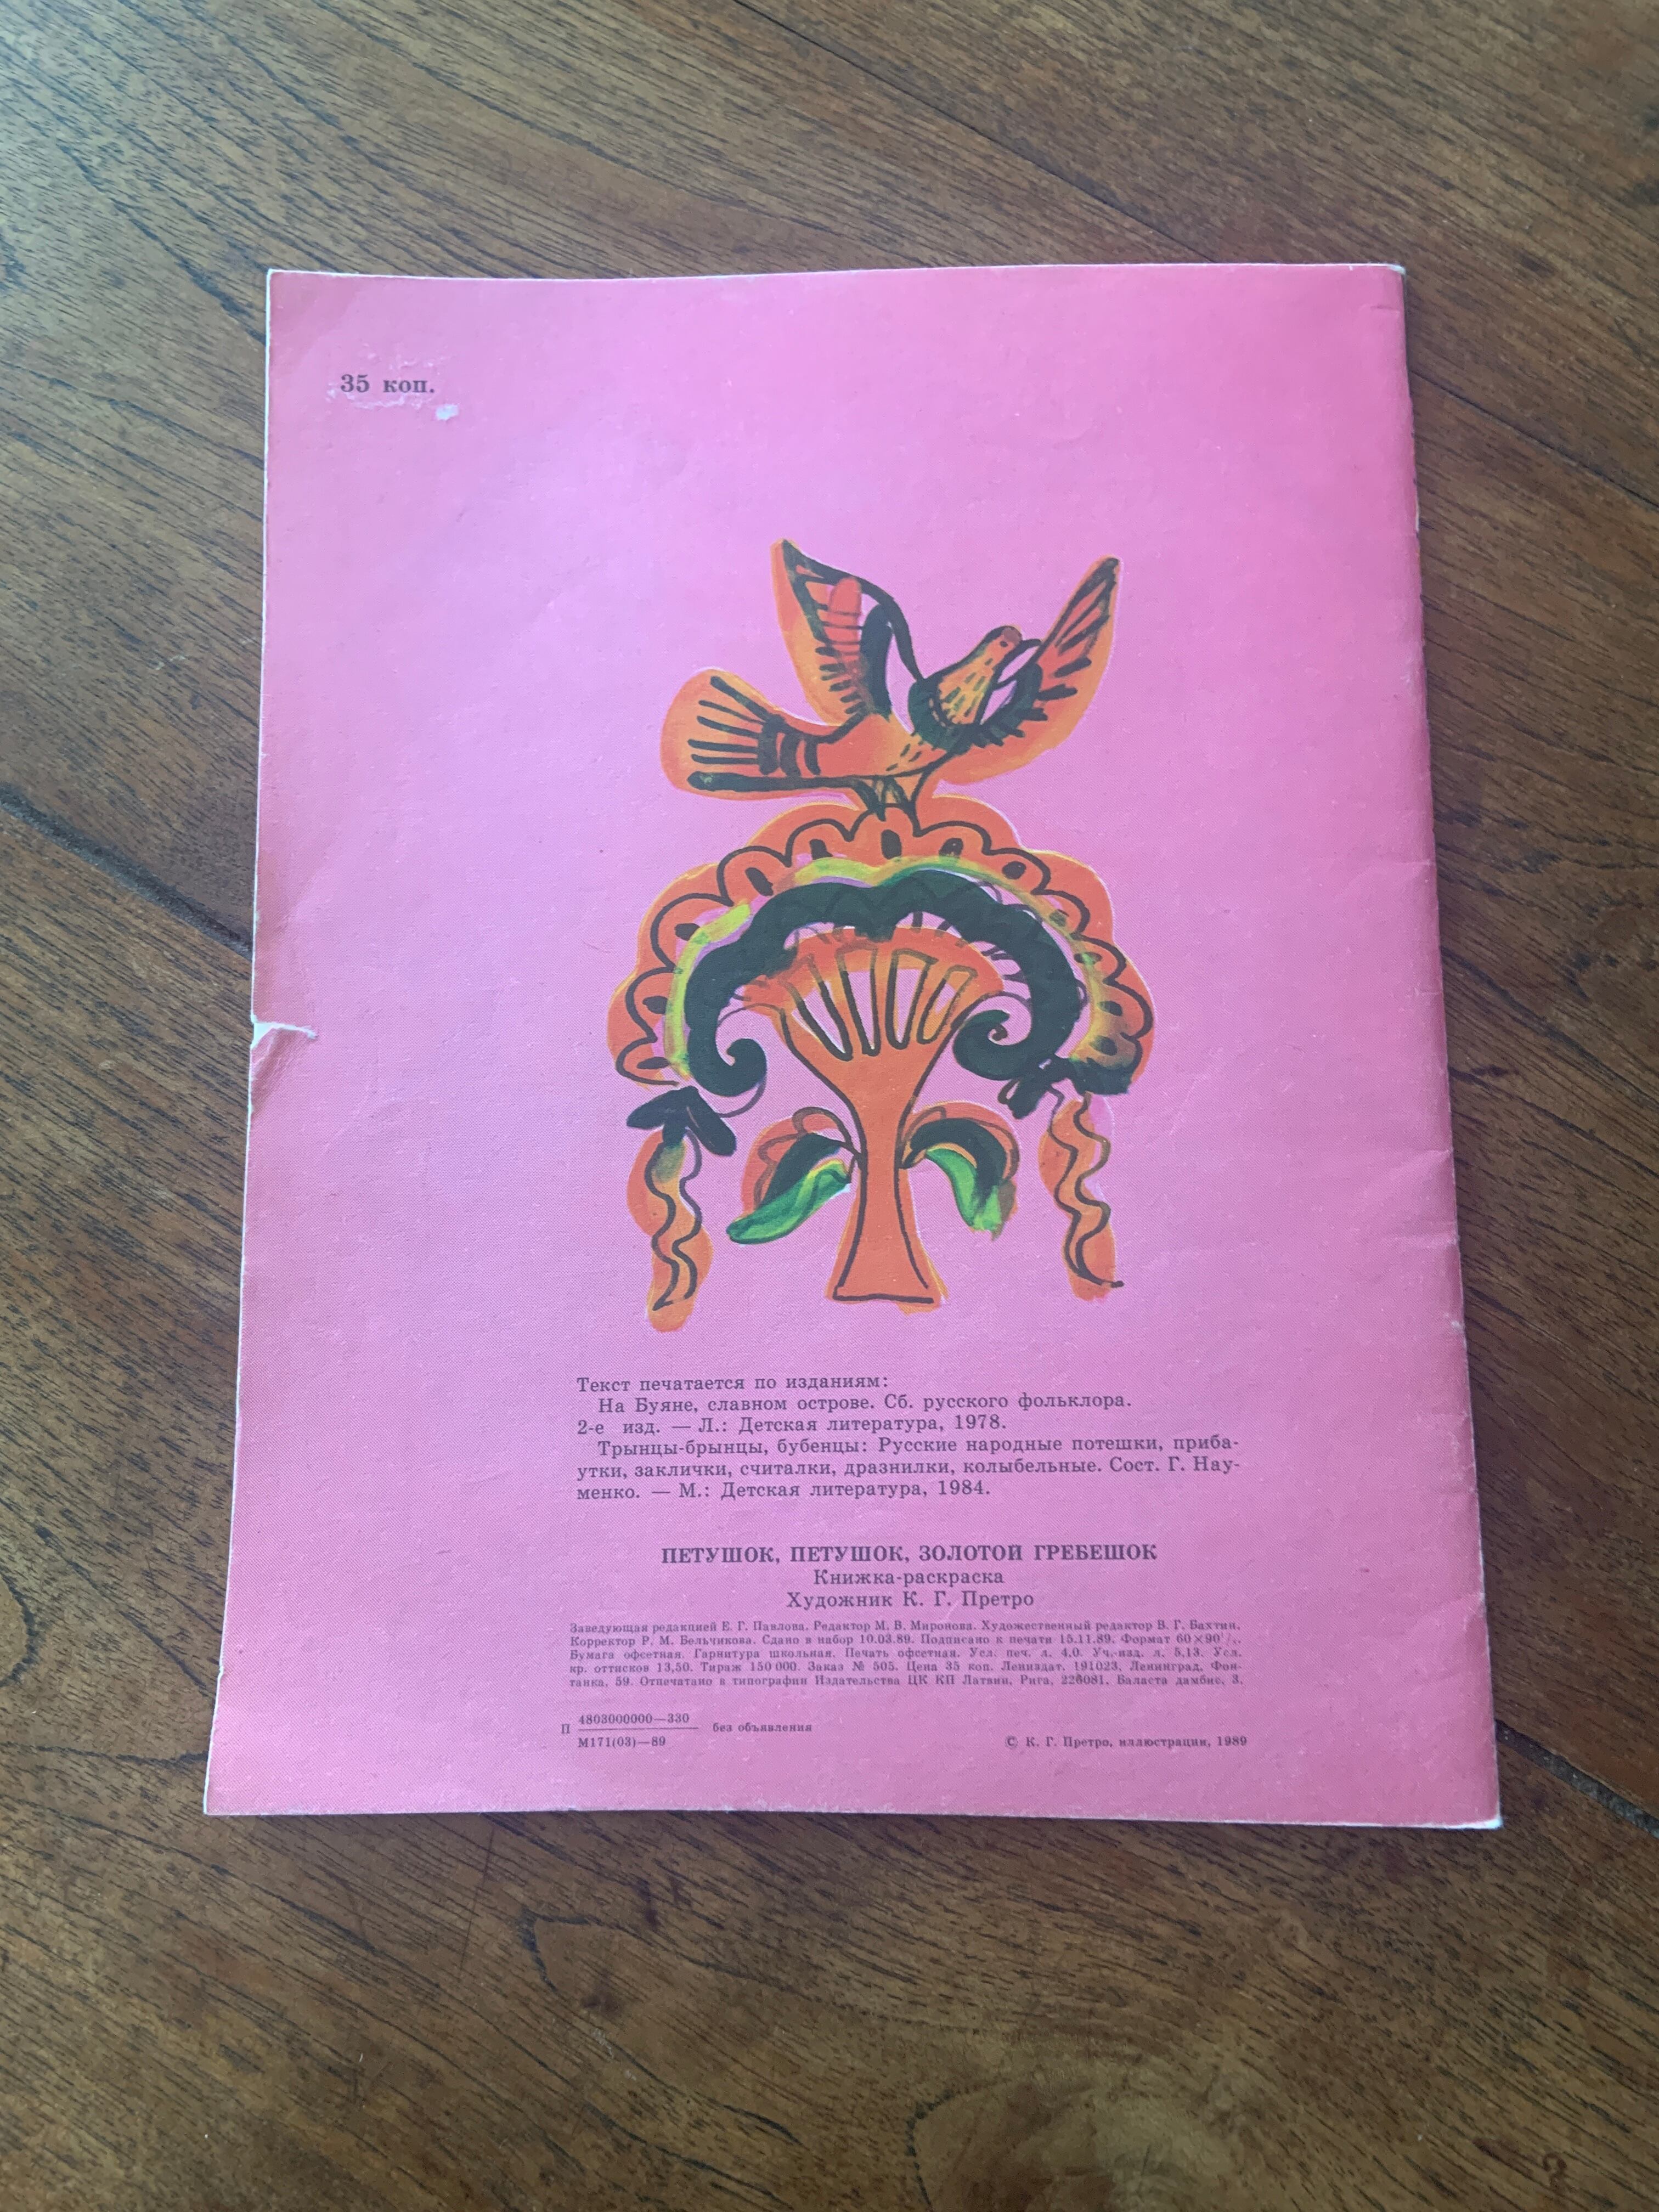 35 коп.
Текст печатается по изданиям:
На Буяне, славном острове. Сб. русского фольклора.
2-е изд. — Л.: Детская литература, 1978.
Трынцы-брынцы, бубенцы: Русские народные потешки, приба-
утки, заклички, считалки, дразнилки, колыбельные. Сост. Г. Нау-
менко. — М.: Детская литература, 1984.
ПЕТУШОК, ПЕТУШОК, ЗОЛОТОЙ ГРЕБЕШОК
Книжка-раскраска
Художник К. Г. Претро
Заведующая редакцией Е. Г. Павлова. Редактор М. В. Миронова. Художественный редактор В. Г. Бахтин.
Корректор Р. М. Бельчикова. Сдано в набор 10.03.89. Подписано к печати 15.11.89. Формат 60×90
Бумага офсетная. Гарнитура школьная. Печать офсетная. Усл. печ. л. 4,0. Уч.-изд. л. 5,13. Усл.
кр. оттисков 13,50. Тираж 150 000. Заказ № 505. Цена 35 коп. Лениздат, 191023, Ленинград, Фон-
танка, 59. Отпечатано в типографии Издательства ЦК КП Латвии, Рига, 226081, Баласта дамбис, 3.
П 4803000000—330 без объявления
М171(03)—89
© К. Г. Претро, иллюстрации, 1989